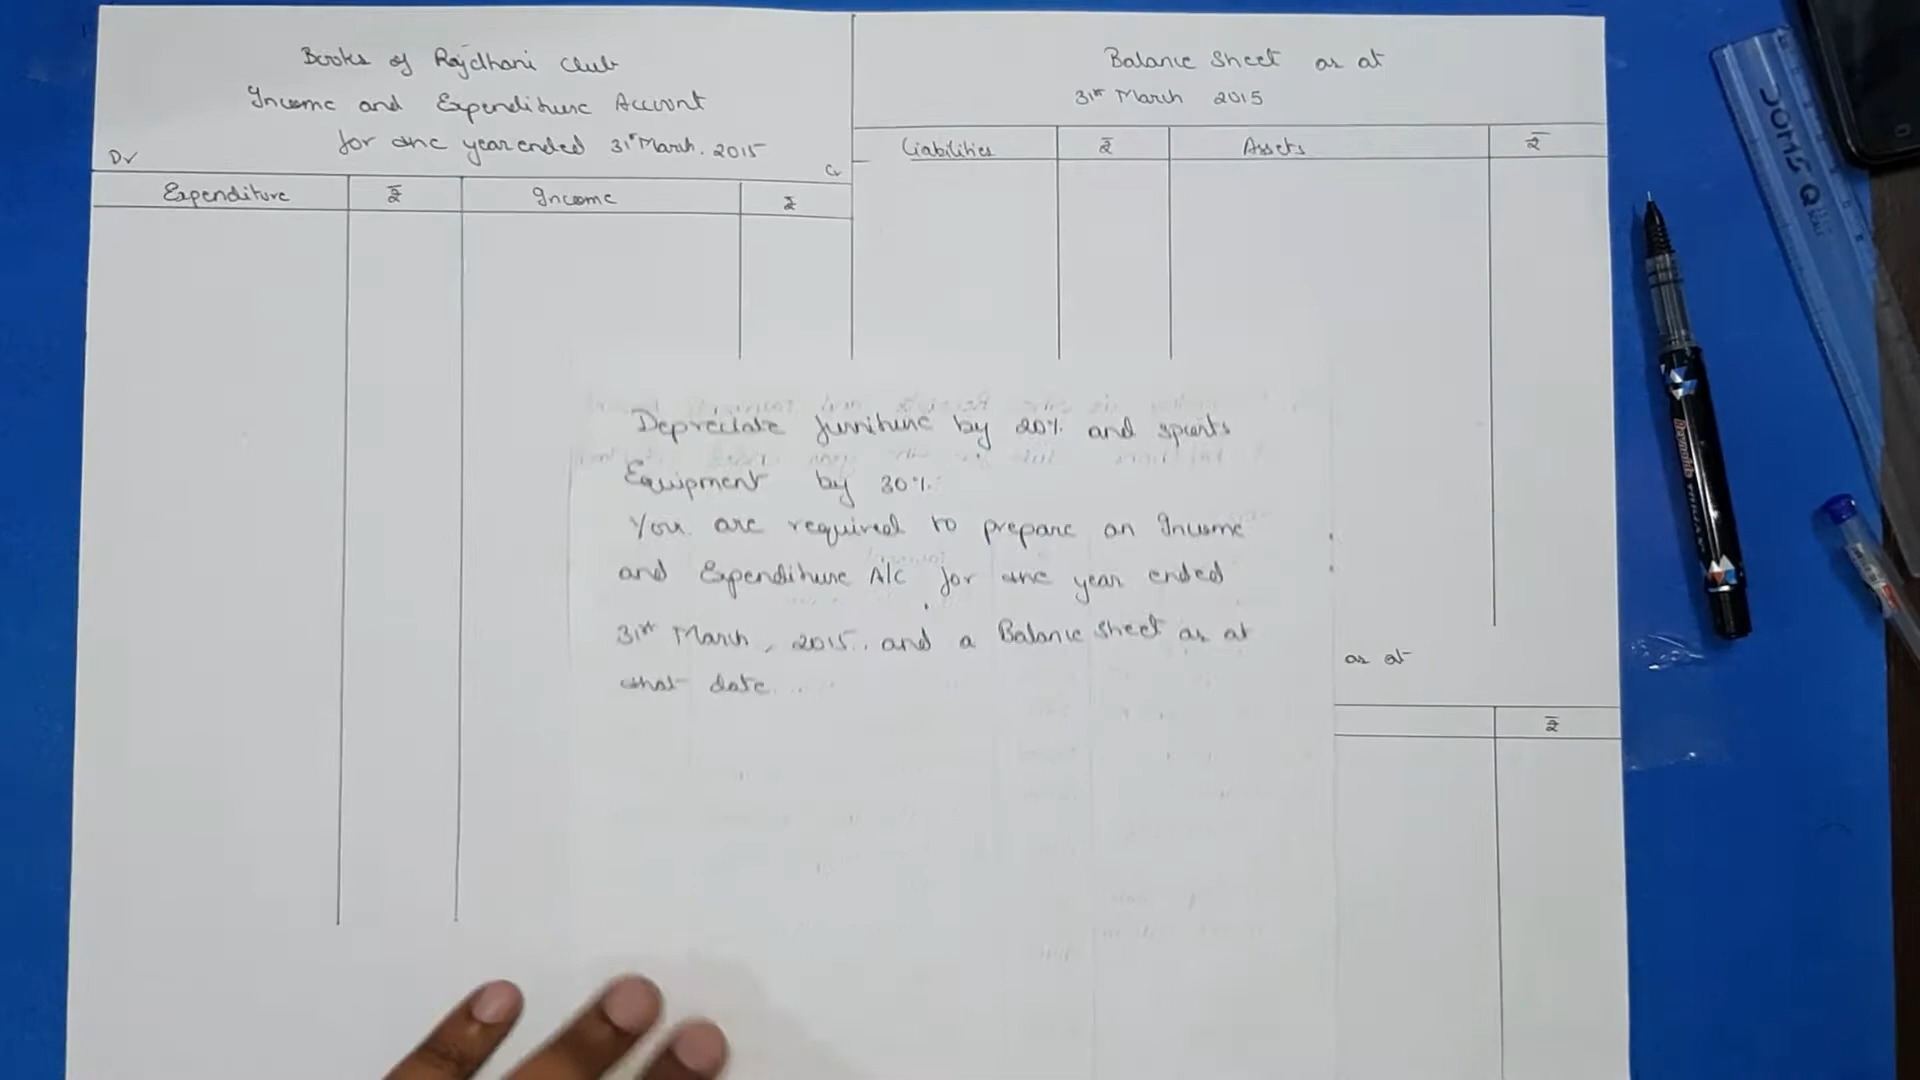 Books of Rajdhani Club
Income and Expenditure Account
for the year ended 31st March. 2015
Dr
Cr
Expenditure ₹ Income ₹
Balance Sheet as at
31st March 2015
Liabilities ₹ Assets ₹
Depreciate furniture by 20% and sports
Equipment by 30%.
You are required to prepare an Income
and Expenditure A/c for the year ended
31st March, 2015.. and a Balance Sheet as at
that date...
as at
₹
DOMS
Reynolds